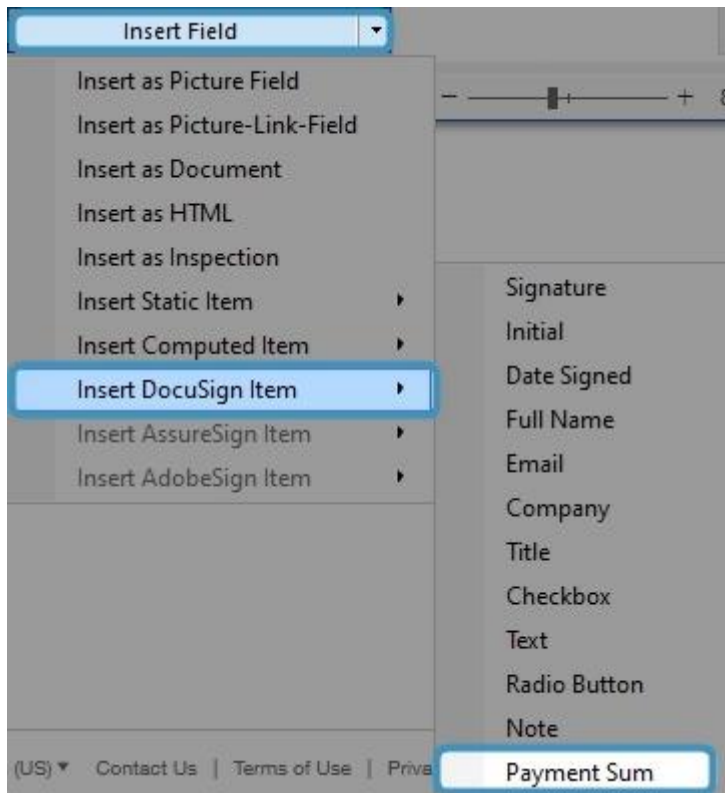 Insert Field
Insert as Picture Field
Insert as Picture-Link-Field
Insert as Document
Insert as HTML
Insert as Inspection
Insert Static Item
Insert Computed Item
Insert DocuSign Item
Insert AssureSign Item
Insert AdobeSign Item
Signature
Initial
Date Signed
Full Name
Email
Company
Title
Checkbox
Text
Radio Button
Note
Payment Sum
(US) Contact Us | Terms of Use | Priva